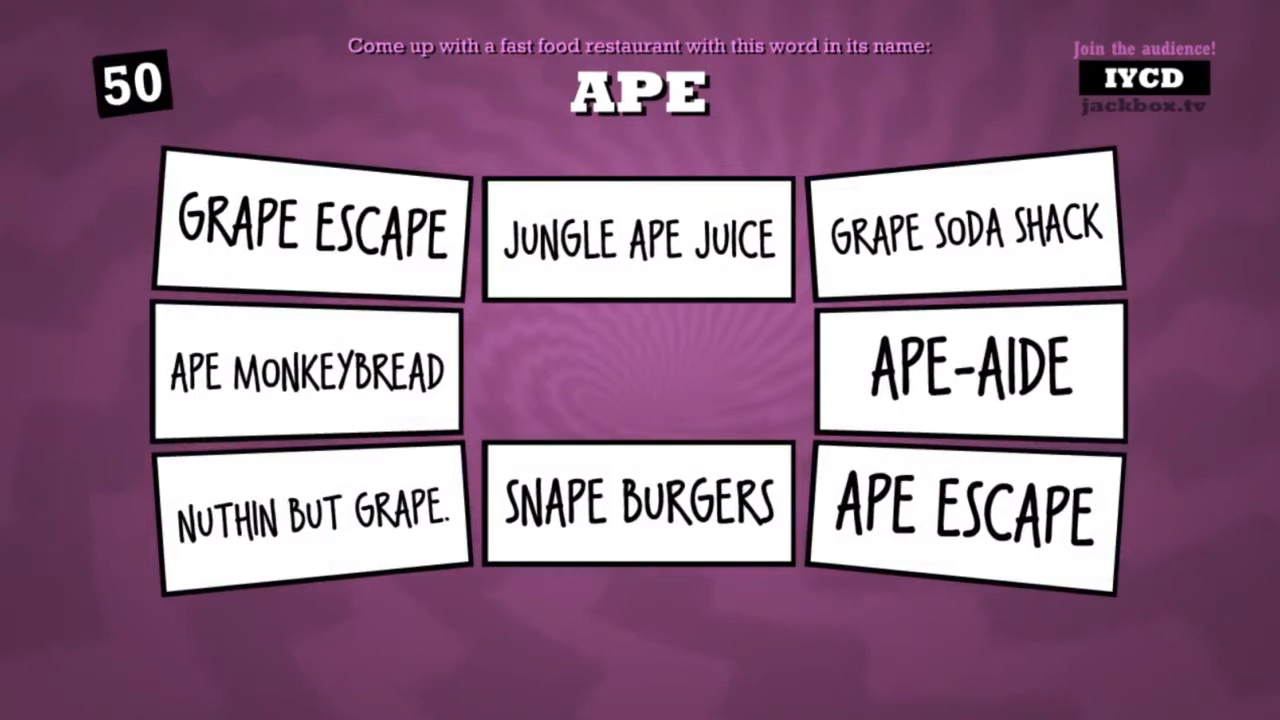 Come up with a fast food restaurant with this word in its name:
APE
50
Join the audience!
IYCD
jackbox.tv
GRAPE ESCAPE
JUNGLE APE JUICE
GRAPE SODA SHACK
APE MONKEYBREAD
APE-AIDE
NUTHIN BUT GRAPE.
SNAPE BURGERS
APE ESCAPE